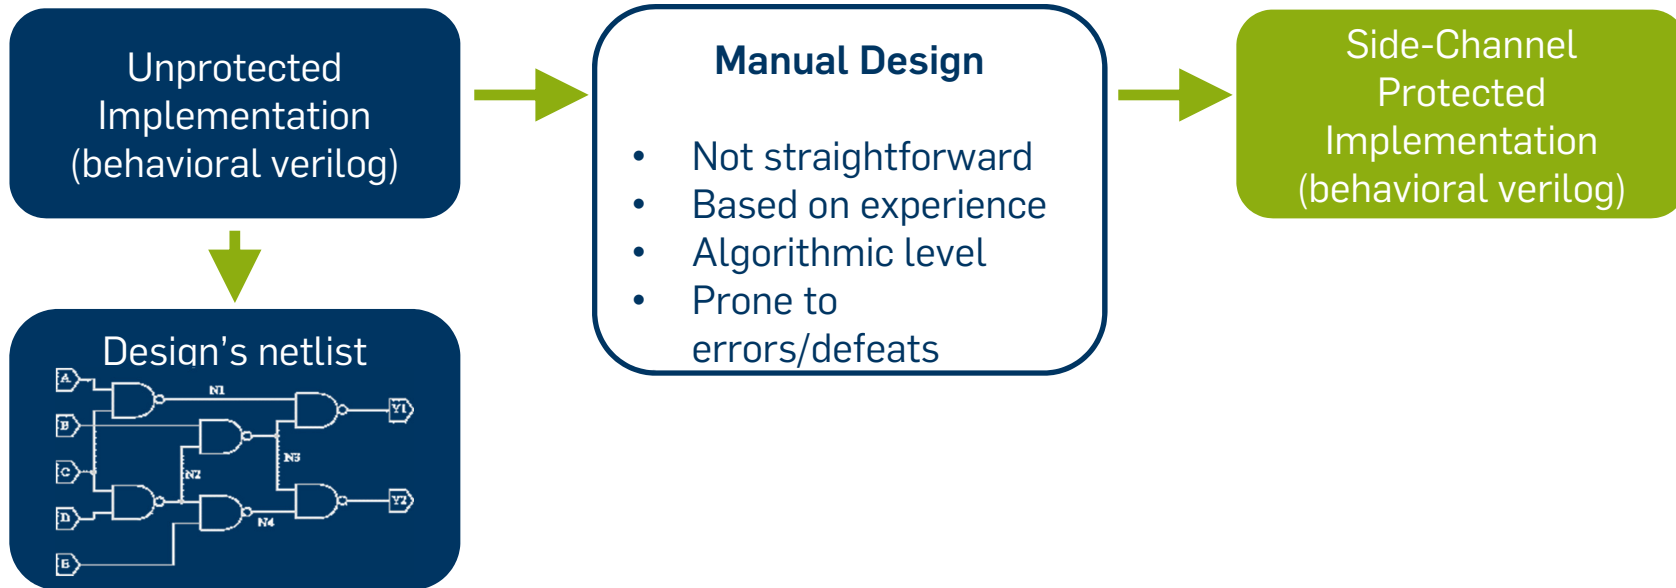 Unprotected
Implementation
(behavioral verilog)
Manual Design
• Not straightforward
• Based on experience
• Algorithmic level
• Prone to
errors/defeats
Side-Channel
Protected
Implementation
(behavioral verilog)
Design's netlist
A
N1
Y1
B
C
N2
N3
D
N4
Y2
E